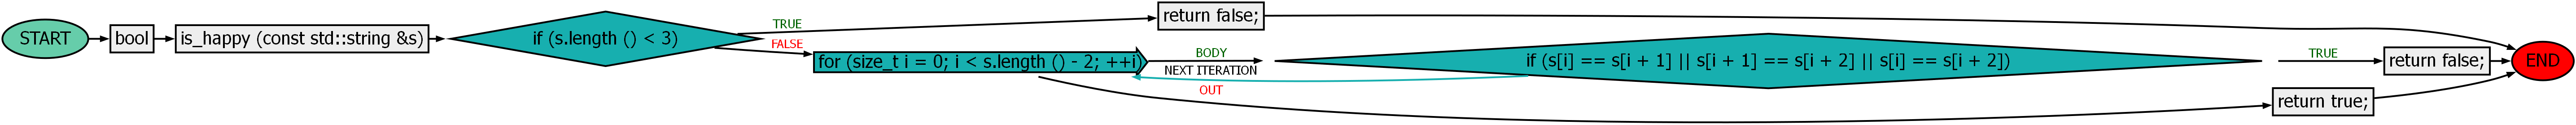 START
bool
is_happy (const std::string &s)
if (s.length () < 3)
TRUE
return false;
FALSE
for (size_t i = 0; i < s.length () - 2; ++i)
BODY
NEXT ITERATION
if (s[i] == s[i + 1] || s[i + 1] == s[i + 2] || s[i] == s[i + 2])
TRUE
return false;
OUT
return true;
END